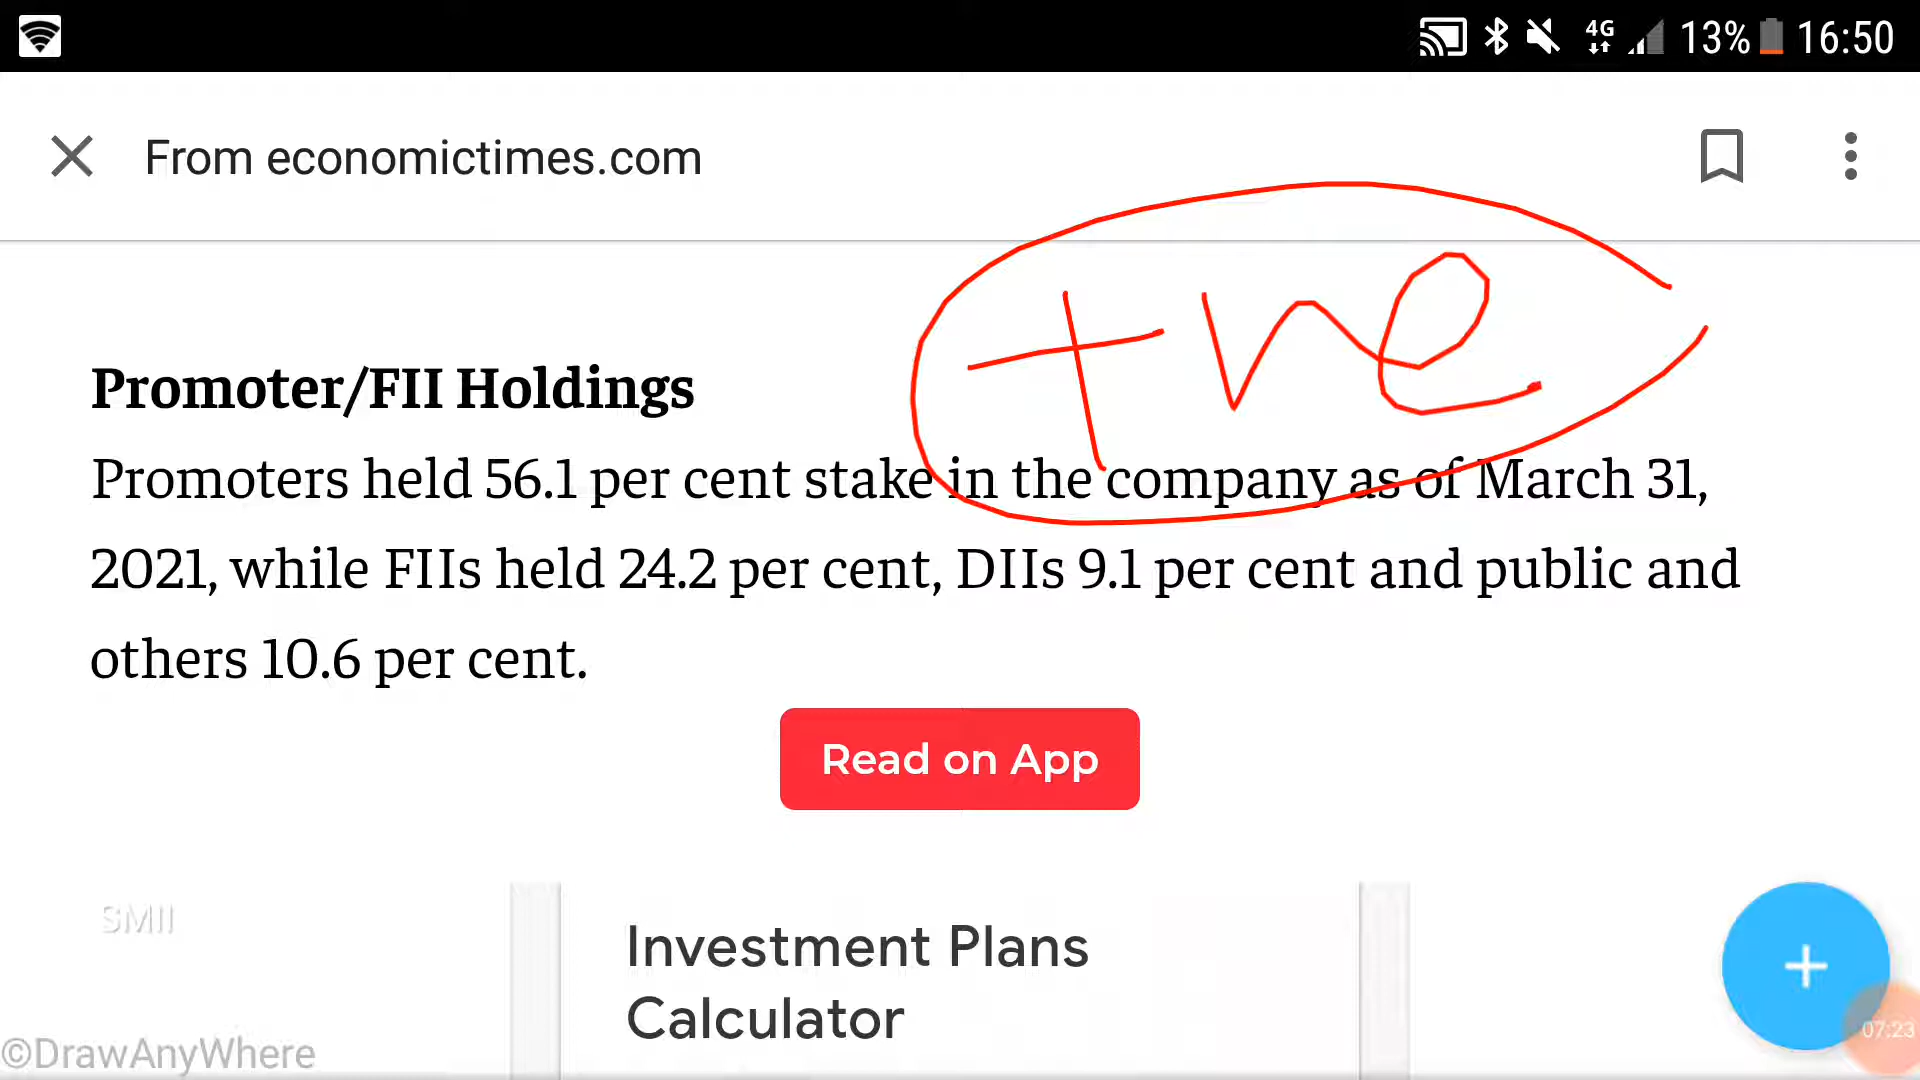 4G 13% 16:50
From economictimes.com
+ve
Promoter/FII Holdings
Promoters held 56.1 per cent stake in the company as of March 31,
2021, while FIIs held 24.2 per cent, DIIs 9.1 per cent and public and
others 10.6 per cent.
Read on App
SMII
Investment Plans
Calculator
+
07:23
©DrawAnyWhere